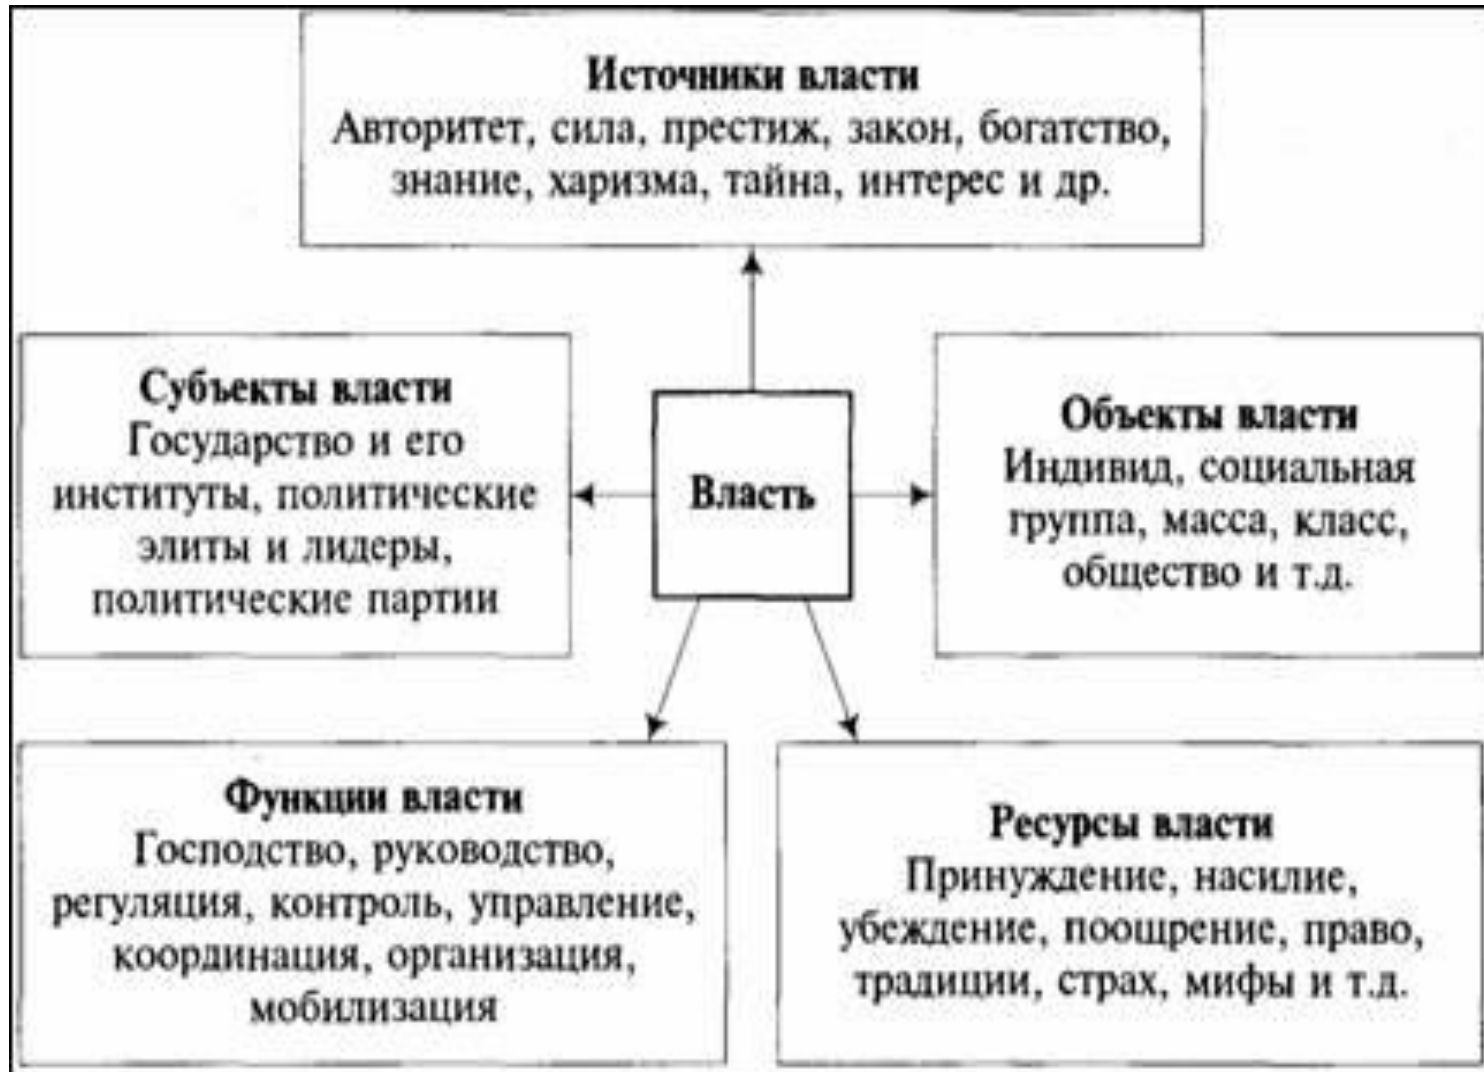 Источники власти
Авторитет, сила, престиж, закон, богатство,
знание, харизма, тайна, интерес и др.
Субъекты власти
Государство и его
институты, политические
элиты и лидеры,
политические партии
Власть
Объекты власти
Индивид, социальная
группа, масса, класс,
общество и т.д.
Функции власти
Господство, руководство,
регуляция, контроль, управление,
координация, организация,
мобилизация
Ресурсы власти
Принуждение, насилие,
убеждение, поощрение, право,
традиции, страх, мифы и т.д.